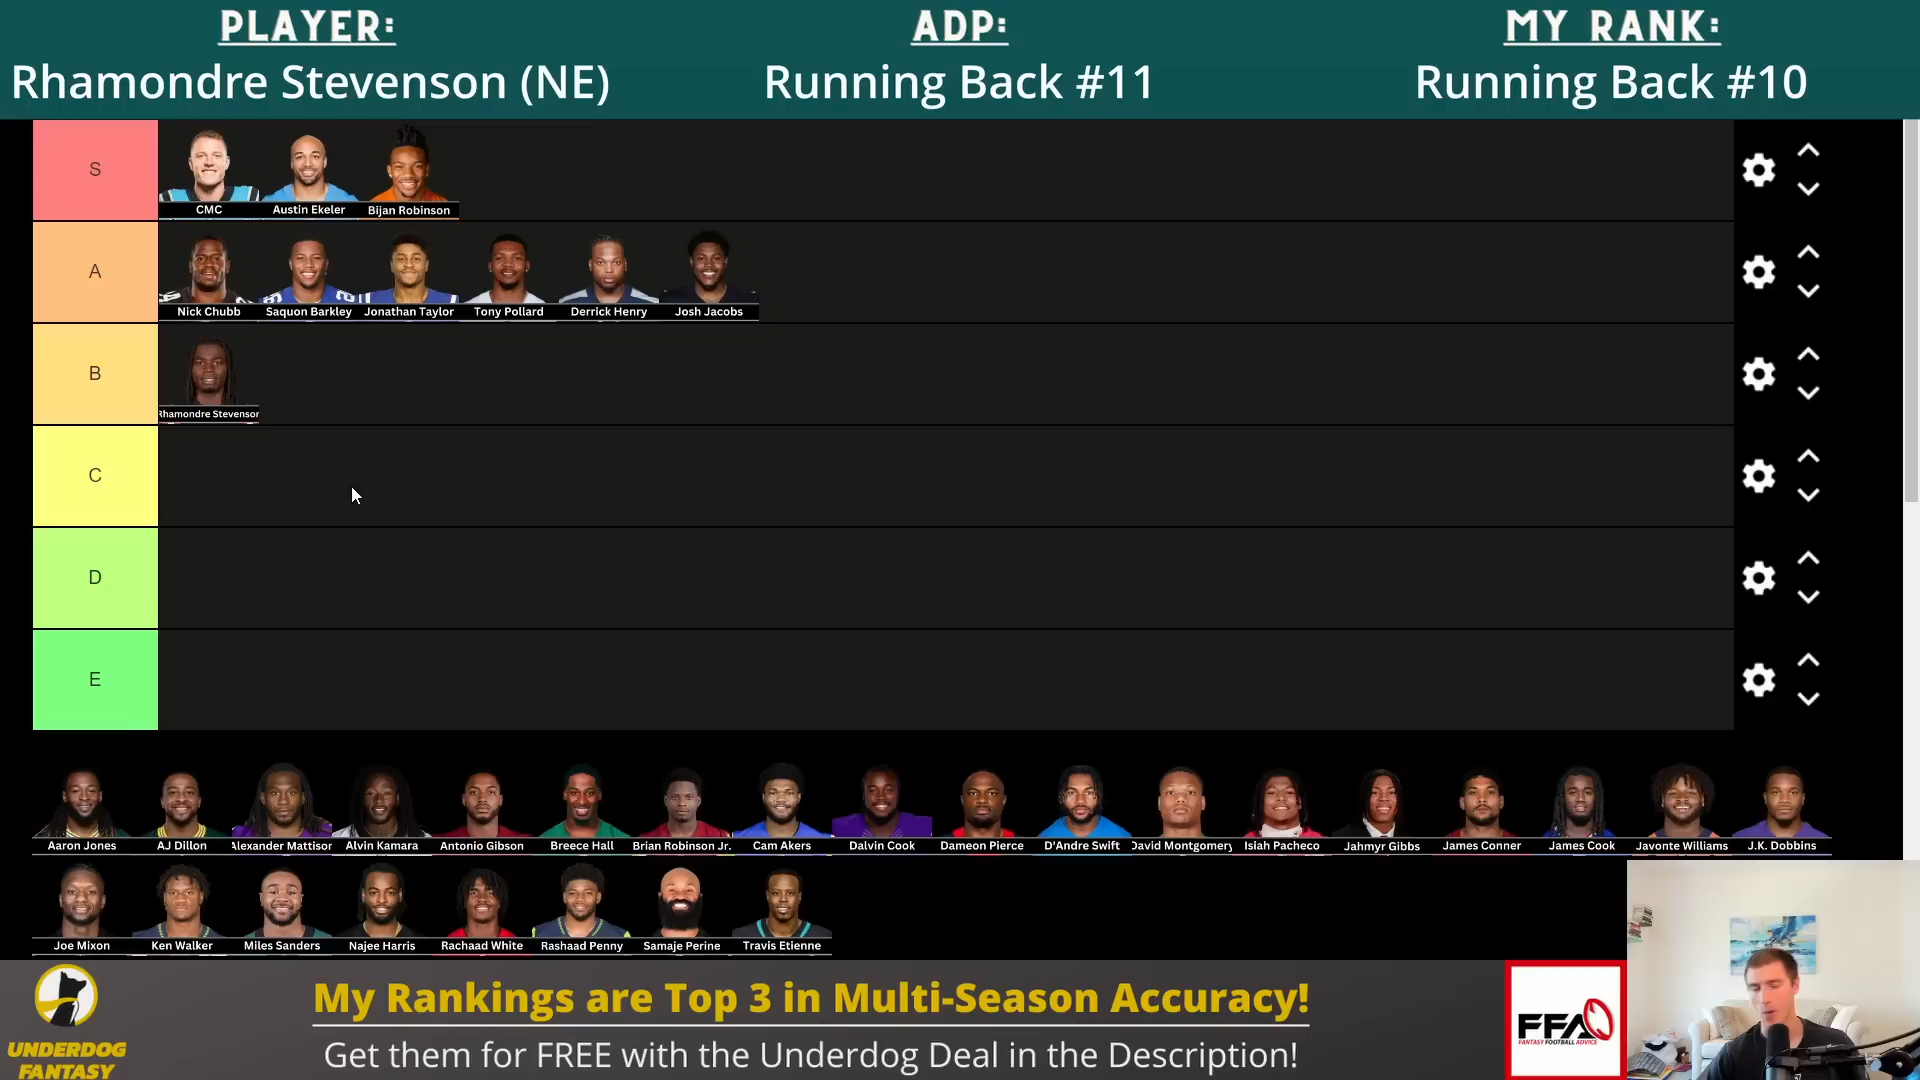 PLAYER:
ADP:
MY RANK:
Rhamondre Stevenson (NE)
Running Back #11
Running Back #10
S
CMC
Austin Ekeler
Bijan Robinson
A
Nick Chubb
Saquon Barkley
Jonathan Taylor
Tony Pollard
Derrick Henry
Josh Jacobs
B
Rhamondre Stevenson
C
D
E
Aaron Jones
AJ Dillon
Alexander Mattison
Alvin Kamara
Antonio Gibson
Breece Hall
Brian Robinson Jr.
Cam Akers
Dalvin Cook
Dameon Pierce
D'Andre Swift
David Montgomery
Isiah Pacheco
Jahmyr Gibbs
James Conner
James Cook
Javonte Williams
J.K. Dobbins
Joe Mixon
Ken Walker
Miles Sanders
Najee Harris
Rachaad White
Rashaad Penny
Samaje Perine
Travis Etienne
UNDERDOG
FANTASY
My Rankings are Top 3 in Multi-Season Accuracy!
Get them for FREE with the Underdog Deal in the Description!
FFA
FANTASY FOOTBALL ADVICE